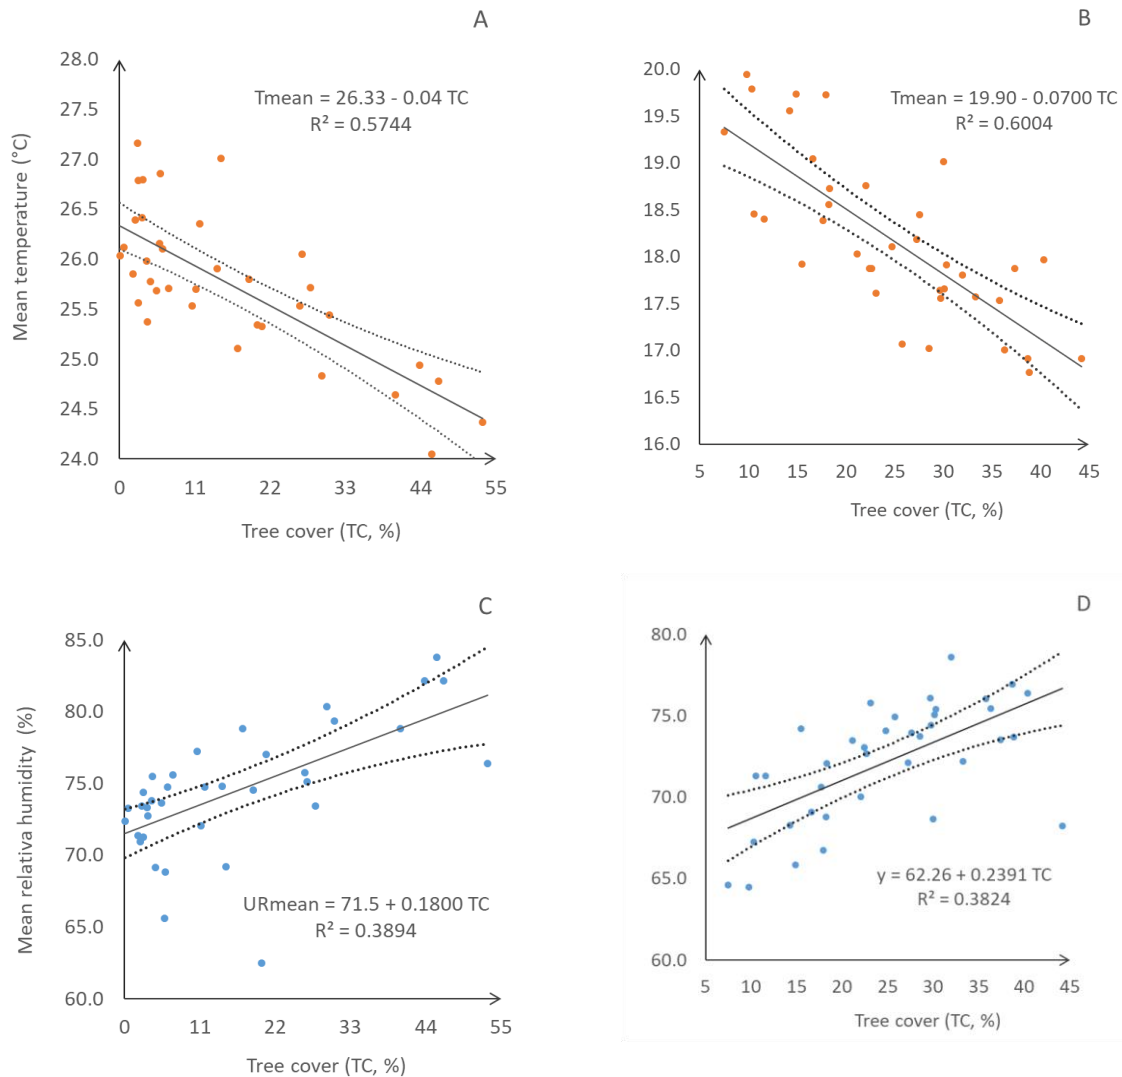 A
28.0
27.5
27.0
26.5
26.0
25.5
25.0
24.5
24.0
Mean temperature (°C)
Tmean = 26.33 - 0.04 TC
R² = 0.5744
0 11 22 33 44 55
Tree cover (TC, %)
B
20.0
19.5
19.0
18.5
18.0
17.5
17.0
16.5
16.0
Tmean = 19.90 - 0.0700 TC
R² = 0.6004
5 10 15 20 25 30 35 40 45
Tree cover (TC, %)
C
85.0
80.0
75.0
70.0
65.0
60.0
Mean relativa humidity (%)
URmean = 71.5 + 0.1800 TC
R² = 0.3894
0 11 22 33 44 55
Tree cover (TC, %)
D
80.0
75.0
70.0
65.0
60.0
y = 62.26 + 0.2391 TC
R² = 0.3824
5 10 15 20 25 30 35 40 45
Tree cover (TC, %)